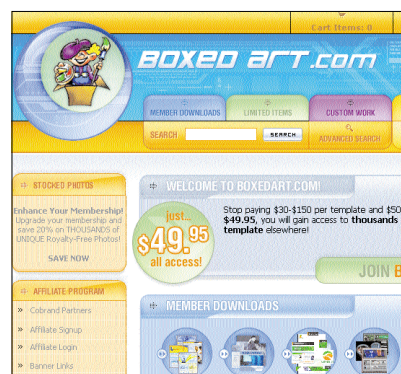 Cart Items: 0
BOXED ART.com
MEMBER DOWNLOADS
LIMITED ITEMS
CUSTOM WORK
SEARCH
SEARCH
ADVANCED SEARCH
STOCKED PHOTOS
Enhance Your Membership!
Upgrade your membership and
save 20% on THOUSANDS of
UNIQUE Royalty-Free Photos!
SAVE NOW
AFFILIATE PROGRAM
» Cobrand Partners
» Affiliate Signup
» Affiliate Login
» Banner Links
WELCOME TO BOXEDART.COM!
just...
$49.95
all access!
Stop paying $30-$150 per template and $50
$49.95, you will gain access to thousands
template elsewhere!
JOIN B
MEMBER DOWNLOADS